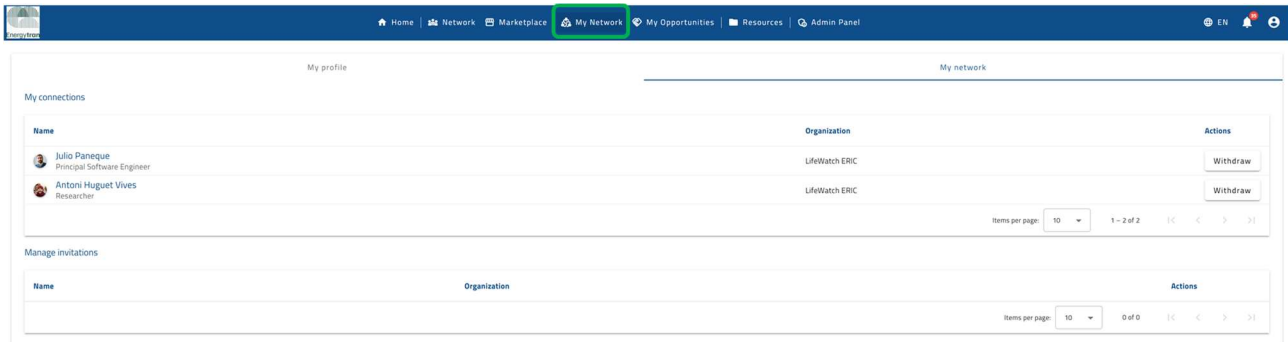 Energytran
Home Network Marketplace My Network My Opportunities Resources Admin Panel EN
My profile My network
My connections
Name Organization Actions
Julio Paneque
Principal Software Engineer
LifeWatch ERIC Withdraw
Antoni Huguet Vives
Researcher
LifeWatch ERIC Withdraw
Items per page: 10 1 – 2 of 2
Manage invitations
Name Organization Actions
Items per page: 10 0 of 0